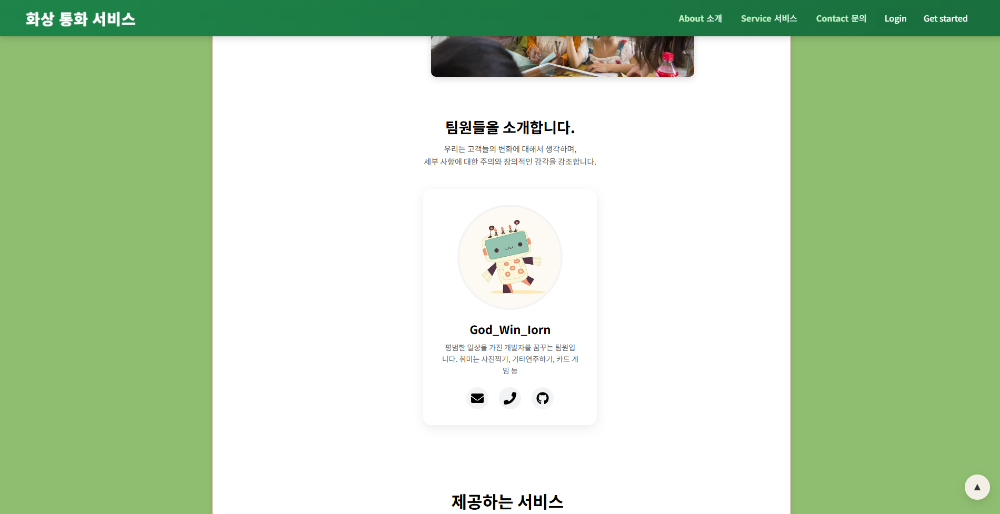 화상 통화 서비스
About 소개
Service 서비스
Contact 문의
Login
Get started
팀원들을 소개합니다.
우리는 고객들의 변화에 대해서 생각하며,
세부 사항에 대한 주의와 창의적인 감각을 강조합니다.
God_Win_Iorn
평범한 일상을 가진 개발자를 꿈꾸는 팀원입
니다. 취미는 사진찍기, 기타연주하기, 카드 게
임 등
제공하는 서비스
▲